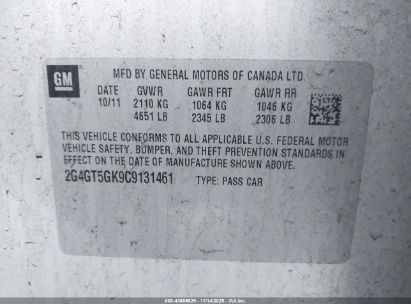 GM
MFD BY GENERAL MOTORS OF CANADA LTD.
DATE GVWR GAWR FRT GAWR RR
10/11 2110 KG 1064 KG 1046 KG
4651 LB 2345 LB 2306 LB
THIS VEHICLE CONFORMS TO ALL APPLICABLE U.S. FEDERAL MOTOR
VEHICLE SAFETY, BUMPER, AND THEFT PREVENTION STANDARDS IN
EFFECT ON THE DATE OF MANUFACTURE SHOWN ABOVE.
2G4GT5GK9C9131461 TYPE: PASS CAR